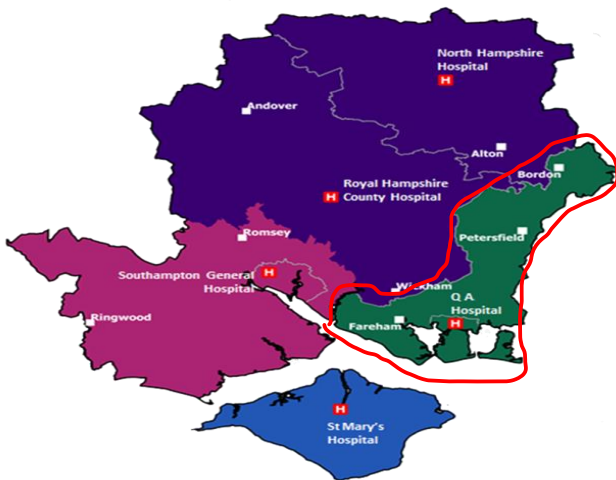 North Hampshire
Hospital
H
Andover
Alton
Bordon
H
Royal Hampshire
County Hospital
Petersfield
Romsey
Southampton General
Hospital
H
Wickham
Q A
Hospital
H
Ringwood
Fareham
H
St Mary's
Hospital